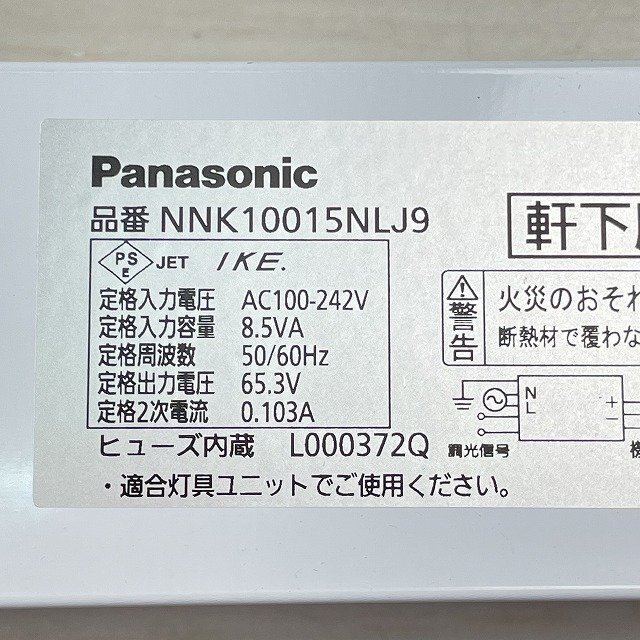 Panasonic
品番 NNK10015NLJ9
PS
E
JET IKE.
定格入力電圧 AC100-242V
定格入力容量 8.5VA
定格周波数 50/60Hz
定格出力電圧 65.3V
定格2次電流 0.103A
ヒューズ内蔵 L000372Q
・適合灯具ユニットでご使用ください。
軒下
警告
火災のおそれ
断熱材で覆わな
N
L
+
−
調光信号